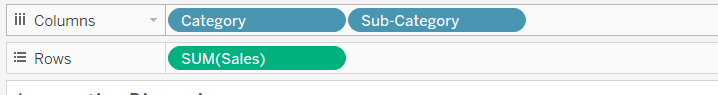 Columns Category Sub-Category
Rows SUM(Sales)